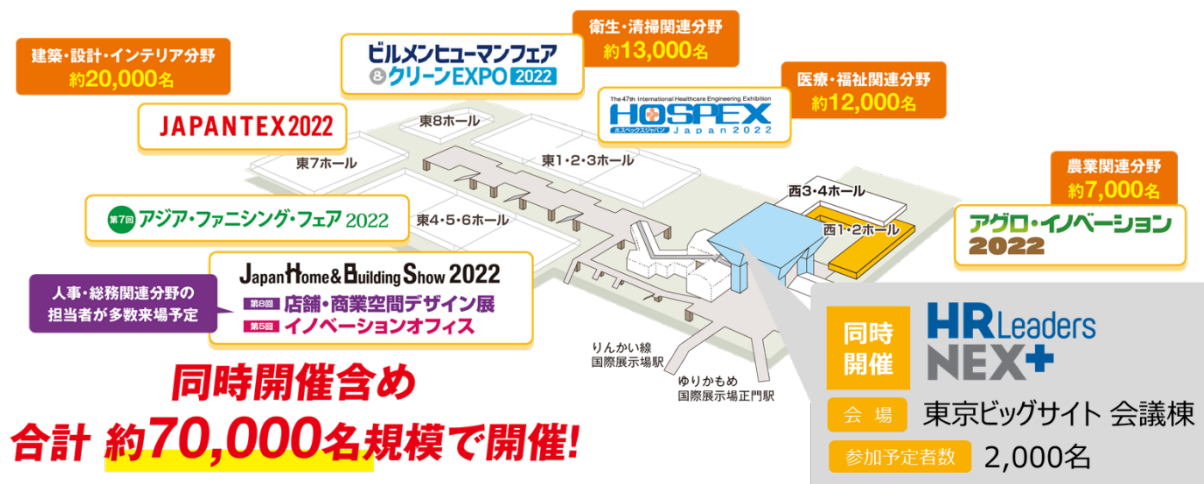 建築・設計・インテリア分野
約20,000名
ビルメンヒューマンフェア
&クリーンEXPO 2022
衛生・清掃関連分野
約13,000名
医療・福祉関連分野
約12,000名
The 47th International Healthcare Engineering Exhibition
HOSPEX
ホスペックスジャパン Japan 2022
JAPANTEX2022
東8ホール
東7ホール
東1・2・3ホール
農業関連分野
約7,000名
西3・4ホール
西1・2ホール
アグロ・イノベーション
2022
第7回 アジア・ファニシング・フェア 2022
東4・5・6ホール
Japan Home & Building Show 2022
第8回 店舗・商業空間デザイン展
第5回 イノベーションオフィス
人事・総務関連分野の
担当者が多数来場予定
りんかい線
国際展示場駅
ゆりかもめ
国際展示場正門駅
同時開催含め
合計 約70,000名規模で開催!
同時
開催
HR Leaders
NEX+
会 場 東京ビッグサイト 会議棟
参加予定者数 2,000名